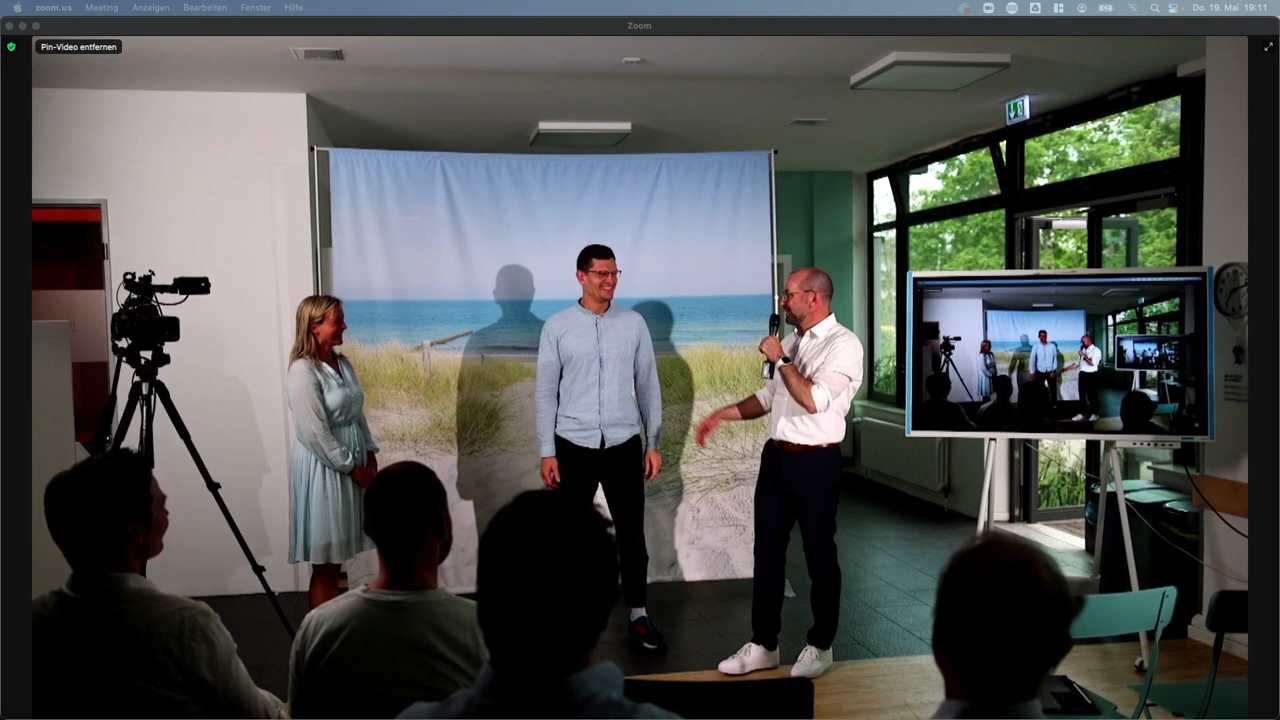 zoom.us Meeting Anzeigen Bearbeiten Fenster Hilfe Do. 19. Mai 19:11
Zoom
Pin-Video entfernen